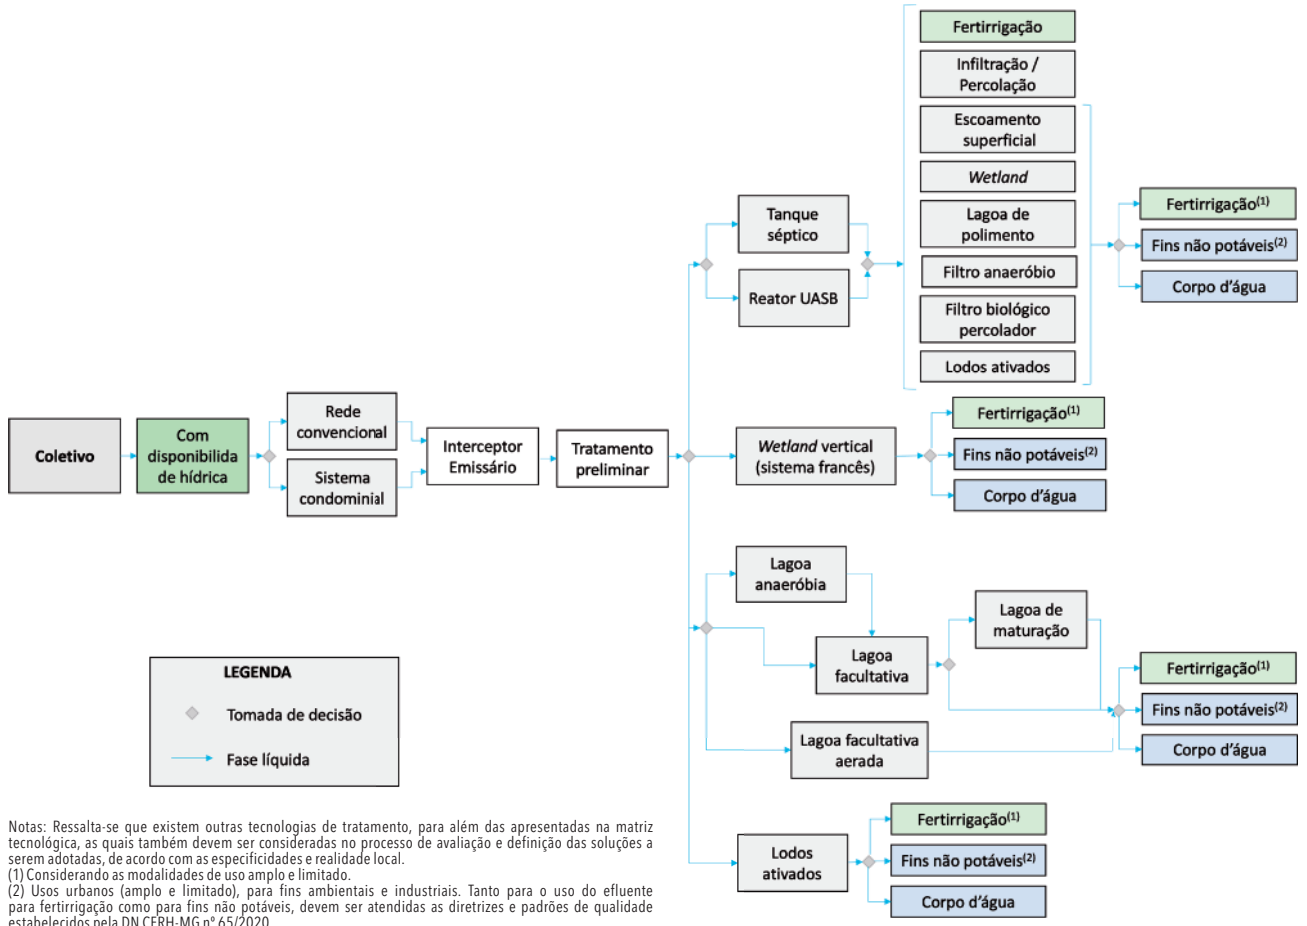 Coletivo
Com
disponibilida
de hídrica
Rede
convencional
Sistema
condominial
Interceptor
Emissário
Tratamento
preliminar
Tanque
séptico
Reator UASB
Fertirrigação
Infiltração /
Percolação
Escoamento
superficial
Wetland
Lagoa de
polimento
Filtro anaeróbio
Filtro biológico
percolador
Lodos ativados
Fertirrigação(1)
Fins não potáveis(2)
Corpo d'água
Wetland vertical
(sistema francês)
Fertirrigação(1)
Fins não potáveis(2)
Corpo d'água
Lagoa
anaeróbia
Lagoa
facultativa
Lagoa de
maturação
Lagoa facultativa
aerada
Fertirrigação(1)
Fins não potáveis(2)
Corpo d'água
Lodos
ativados
Fertirrigação(1)
Fins não potáveis(2)
Corpo d'água
LEGENDA
Tomada de decisão
Fase líquida
Notas: Ressalta-se que existem outras tecnologias de tratamento, para além das apresentadas na matriz
tecnológica, as quais também devem ser consideradas no processo de avaliação e definição das soluções a
serem adotadas, de acordo com as especificidades e realidade local.
(1) Considerando as modalidades de uso amplo e limitado.
(2) Usos urbanos (amplo e limitado), para fins ambientais e industriais. Tanto para o uso do efluente
para fertirrigação como para fins não potáveis, devem ser atendidas as diretrizes e padrões de qualidade
estabelecidos pela DN CERH-MG nº 65/2020